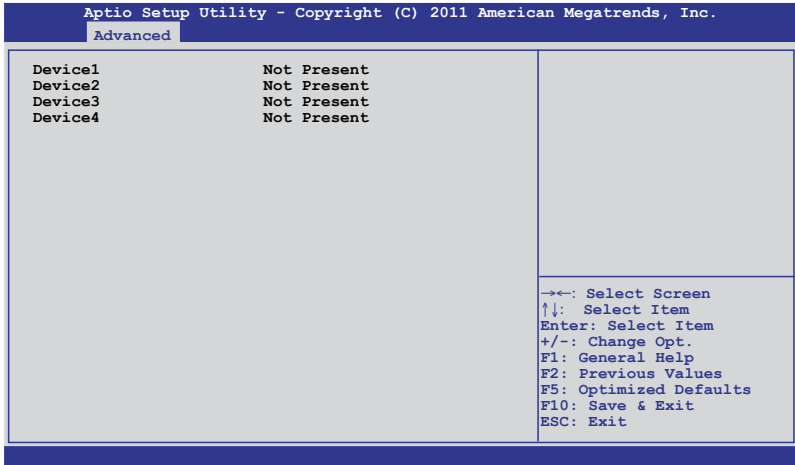 Aptio Setup Utility - Copyright (C) 2011 American Megatrends, Inc.
Advanced
Device1 Not Present
Device2 Not Present
Device3 Not Present
Device4 Not Present
→←: Select Screen
↑↓: Select Item
Enter: Select Item
+/-: Change Opt.
F1: General Help
F2: Previous Values
F5: Optimized Defaults
F10: Save & Exit
ESC: Exit